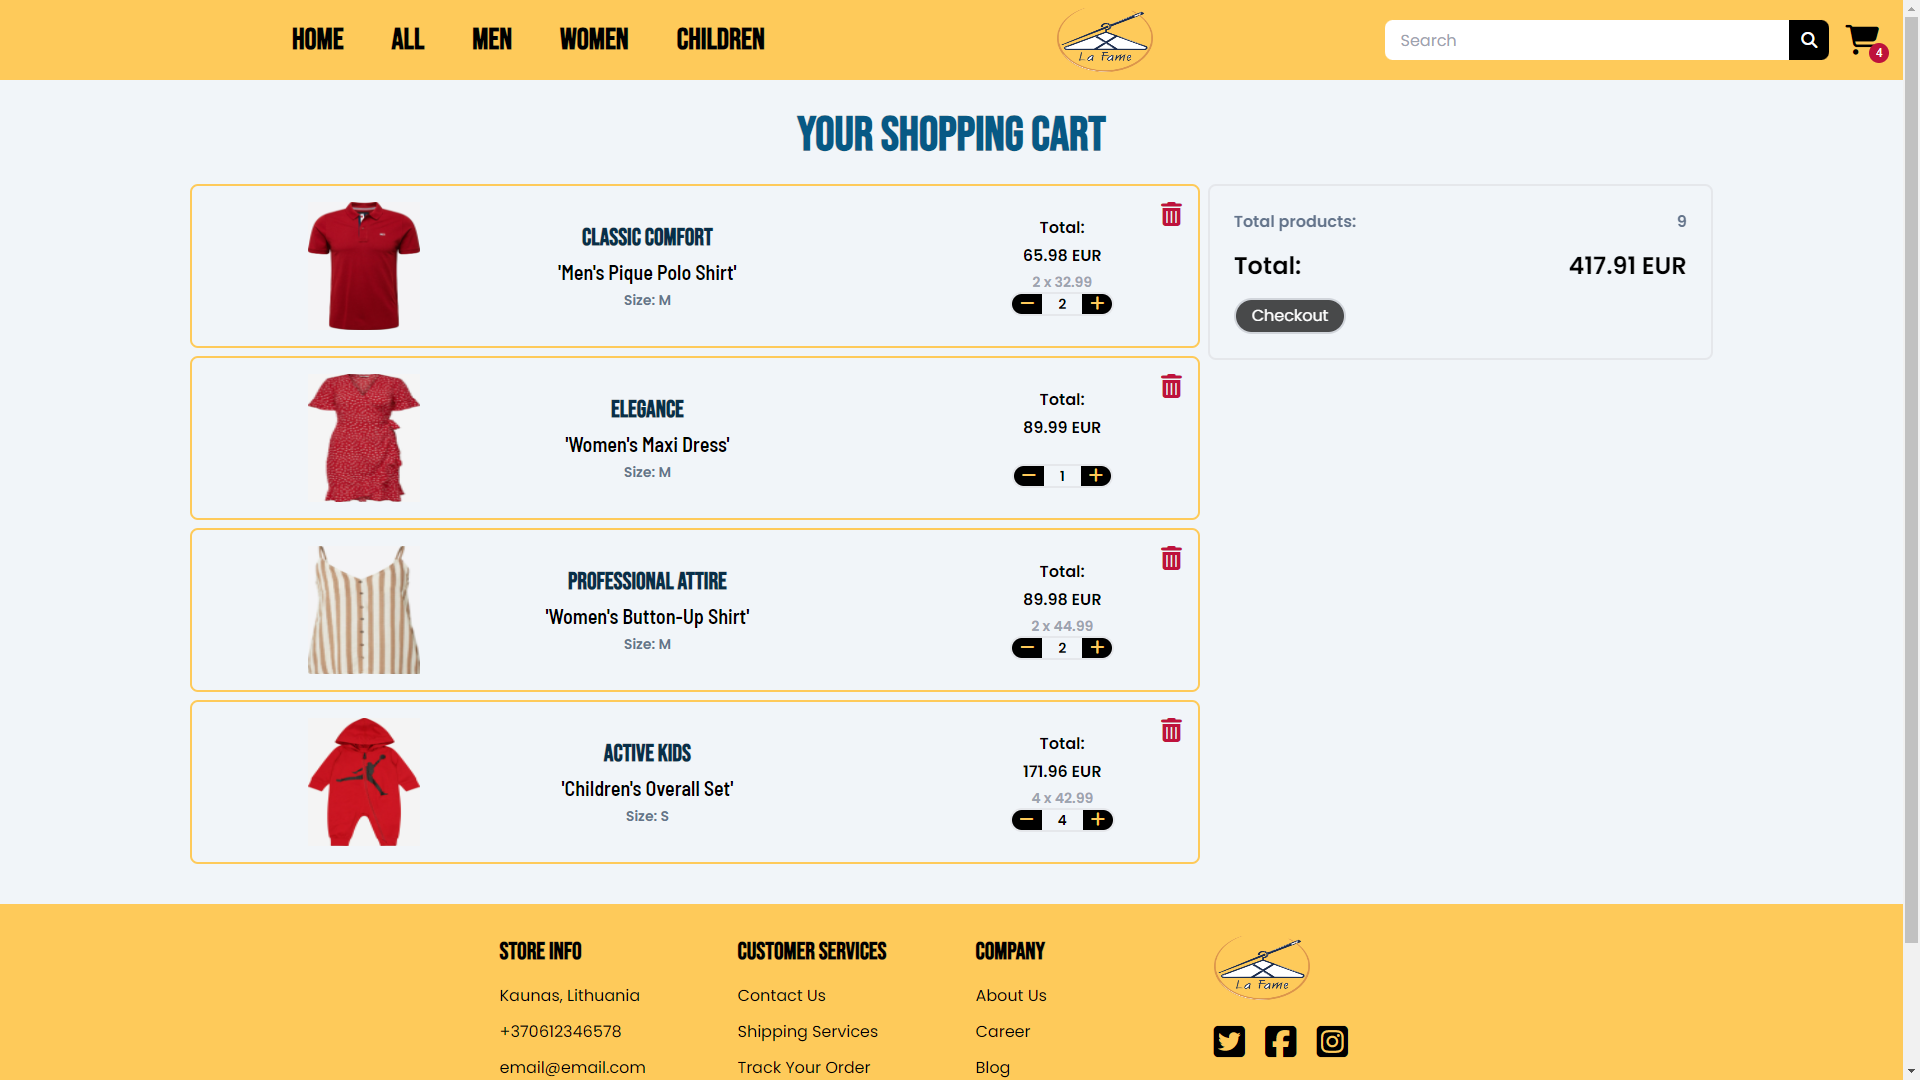 HOME
ALL
MEN
WOMEN
CHILDREN
La Fame
Search
4
YOUR SHOPPING CART
CLASSIC COMFORT
'Men's Pique Polo Shirt'
Size: M
Total:
65.98 EUR
2 x 32.99
2
ELEGANCE
'Women's Maxi Dress'
Size: M
Total:
89.99 EUR
1
PROFESSIONAL ATTIRE
'Women's Button-Up Shirt'
Size: M
Total:
89.98 EUR
2 x 44.99
2
ACTIVE KIDS
'Children's Overall Set'
Size: S
Total:
171.96 EUR
4 x 42.99
4
Total products: 9
Total: 417.91 EUR
Checkout
STORE INFO
Kaunas, Lithuania
+370612346578
email@email.com
CUSTOMER SERVICES
Contact Us
Shipping Services
Track Your Order
COMPANY
About Us
Career
Blog
La Fame